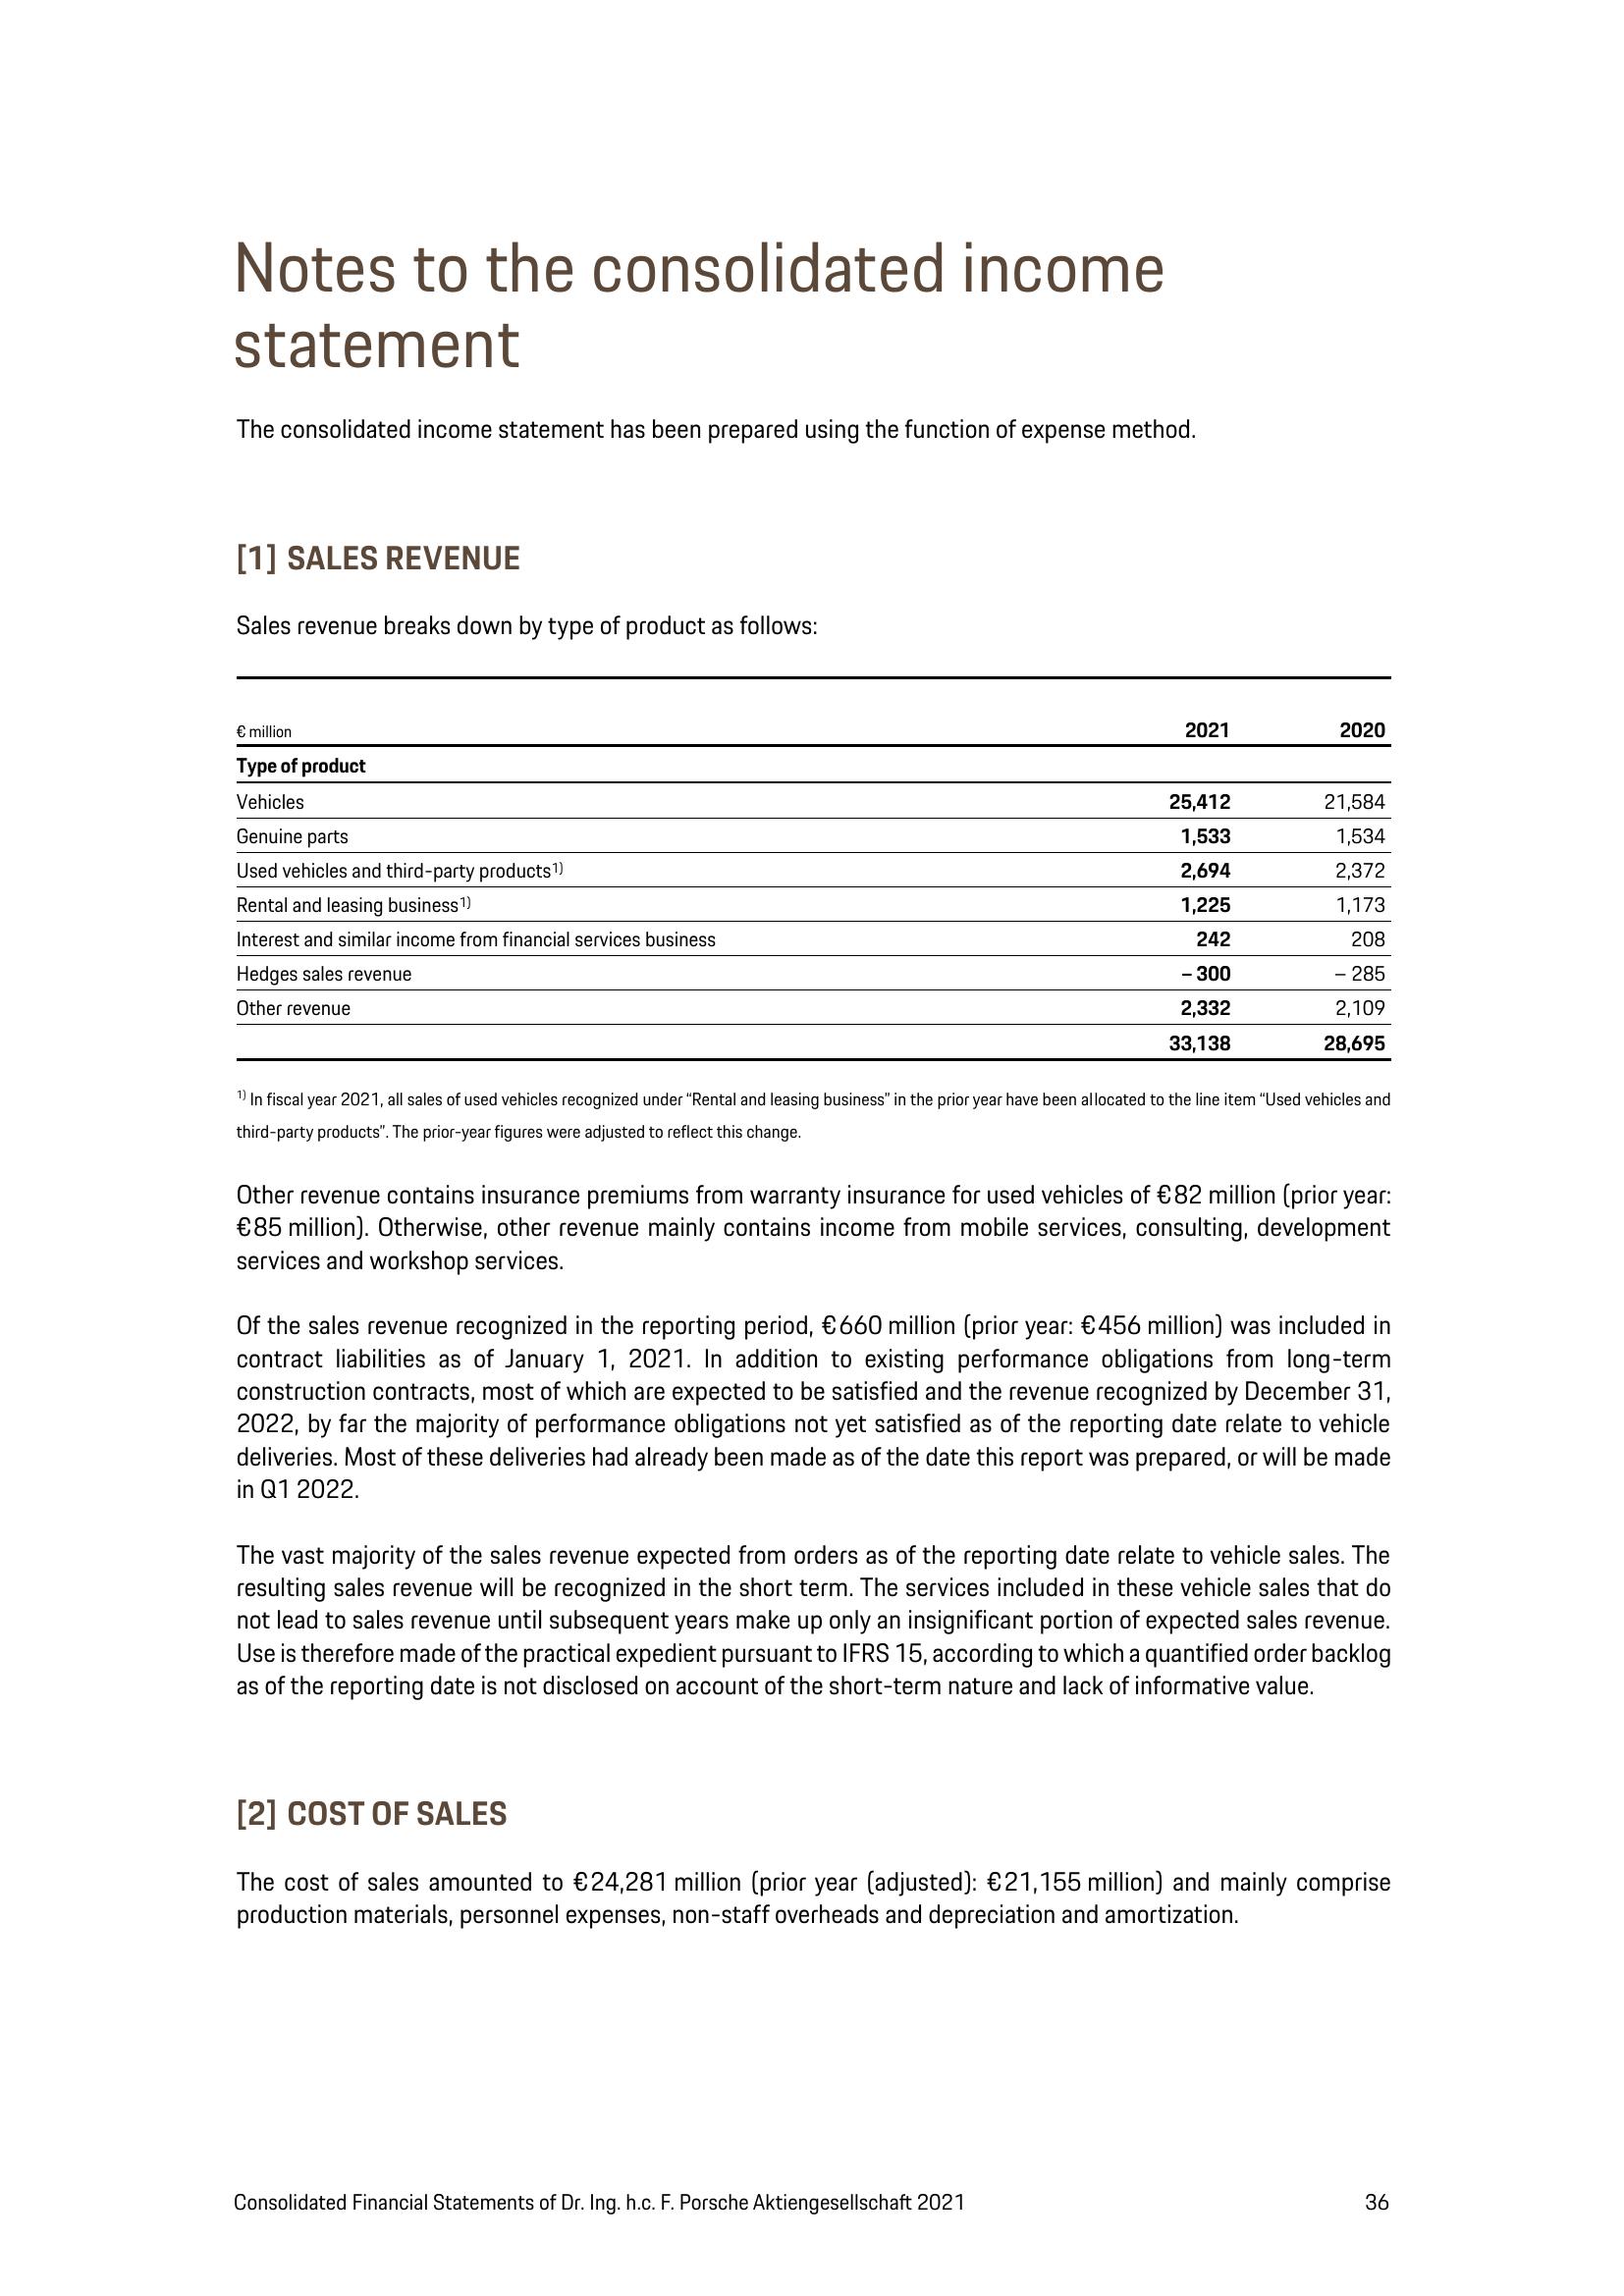 Notes to the consolidated income
statement
The consolidated income statement has been prepared using the function of expense method.
[1] SALES REVENUE
Sales revenue breaks down by type of product as follows:
€ million 2021 2020
Type of product
Vehicles 25,412 21,584
Genuine parts 1,533 1,534
Used vehicles and third-party products1) 2,694 2,372
Rental and leasing business1) 1,225 1,173
Interest and similar income from financial services business 242 208
Hedges sales revenue – 300 – 285
Other revenue 2,332 2,109
33,138 28,695
1) In fiscal year 2021, all sales of used vehicles recognized under “Rental and leasing business” in the prior year have been allocated to the line item “Used vehicles and
third-party products”. The prior-year figures were adjusted to reflect this change.
Other revenue contains insurance premiums from warranty insurance for used vehicles of €82 million (prior year:
€85 million). Otherwise, other revenue mainly contains income from mobile services, consulting, development
services and workshop services.
Of the sales revenue recognized in the reporting period, €660 million (prior year: €456 million) was included in
contract liabilities as of January 1, 2021. In addition to existing performance obligations from long-term
construction contracts, most of which are expected to be satisfied and the revenue recognized by December 31,
2022, by far the majority of performance obligations not yet satisfied as of the reporting date relate to vehicle
deliveries. Most of these deliveries had already been made as of the date this report was prepared, or will be made
in Q1 2022.
The vast majority of the sales revenue expected from orders as of the reporting date relate to vehicle sales. The
resulting sales revenue will be recognized in the short term. The services included in these vehicle sales that do
not lead to sales revenue until subsequent years make up only an insignificant portion of expected sales revenue.
Use is therefore made of the practical expedient pursuant to IFRS 15, according to which a quantified order backlog
as of the reporting date is not disclosed on account of the short-term nature and lack of informative value.
[2] COST OF SALES
The cost of sales amounted to €24,281 million (prior year (adjusted): €21,155 million) and mainly comprise
production materials, personnel expenses, non-staff overheads and depreciation and amortization.
Consolidated Financial Statements of Dr. Ing. h.c. F. Porsche Aktiengesellschaft 2021 36